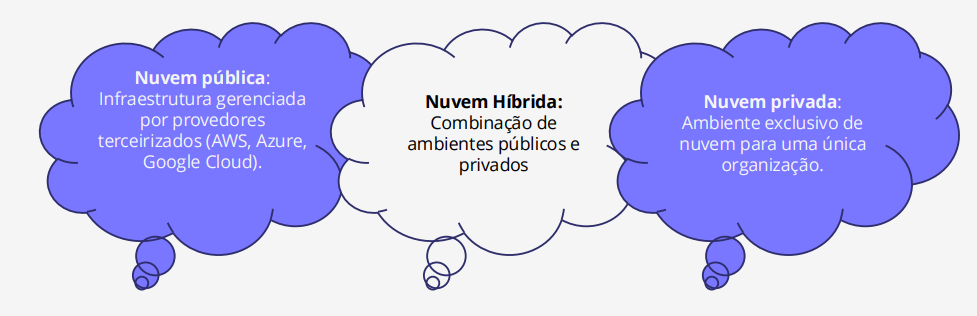 Nuvem pública:
Infraestrutura gerenciada
por provedores
terceirizados (AWS, Azure,
Google Cloud).
Nuvem Híbrida:
Combinação de
ambientes públicos e
privados
Nuvem privada:
Ambiente exclusivo de
nuvem para uma única
organização.